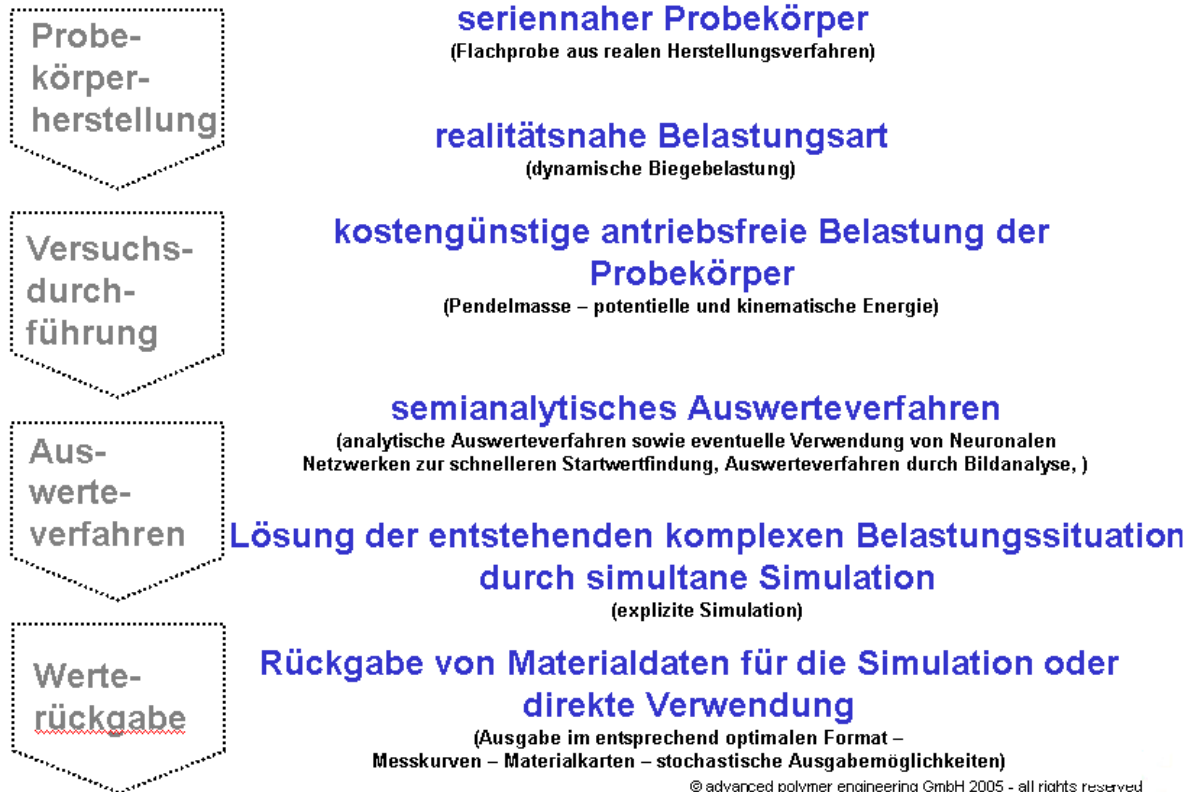 Probe-
körper-
herstellung
seriennaher Probekörper
(Flachprobe aus realen Herstellungsverfahren)
realitätsnahe Belastungsart
(dynamische Biegebelastung)
Versuchs-
durch-
führung
kostengünstige antriebsfreie Belastung der
Probekörper
(Pendelmasse – potentielle und kinematische Energie)
Aus-
werte-
verfahren
semianalytisches Auswerteverfahren
(analytische Auswerteverfahren sowie eventuelle Verwendung von Neuronalen
Netzwerken zur schnelleren Startwertfindung, Auswerteverfahren durch Bildanalyse, )
Lösung der entstehenden komplexen Belastungssituation
durch simultane Simulation
(explizite Simulation)
Werte-
rückgabe
Rückgabe von Materialdaten für die Simulation oder
direkte Verwendung
(Ausgabe im entsprechend optimalen Format –
Messkurven – Materialkarten – stochastische Ausgabemöglichkeiten)
© advanced polymer engineering GmbH 2005 - all rights reserved